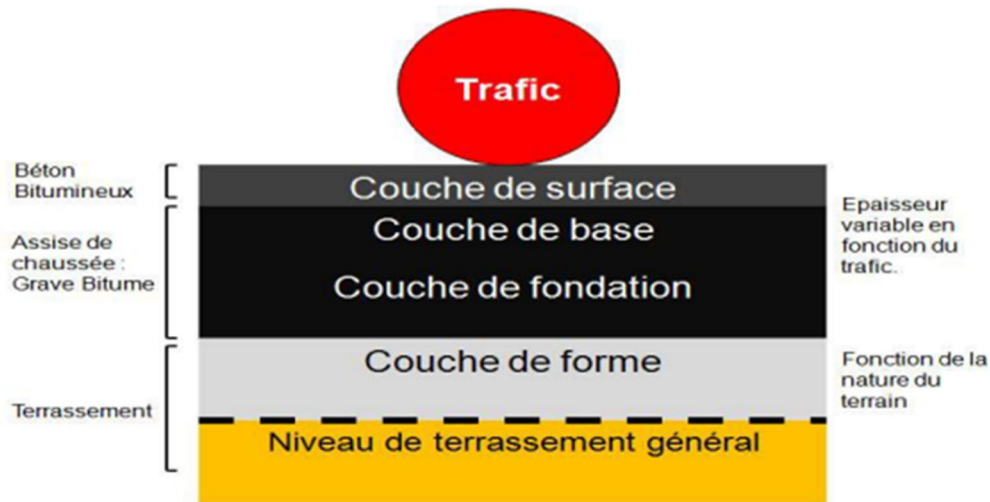 Trafic
Béton
Bitumineux
Couche de surface
Couche de base
Couche de fondation
Assise de
chaussée :
Grave Bitume
Epaisseur
variable en
fonction du
trafic.
Couche de forme
Terrassement
Niveau de terrassement général
Fonction de la
nature du
terrain